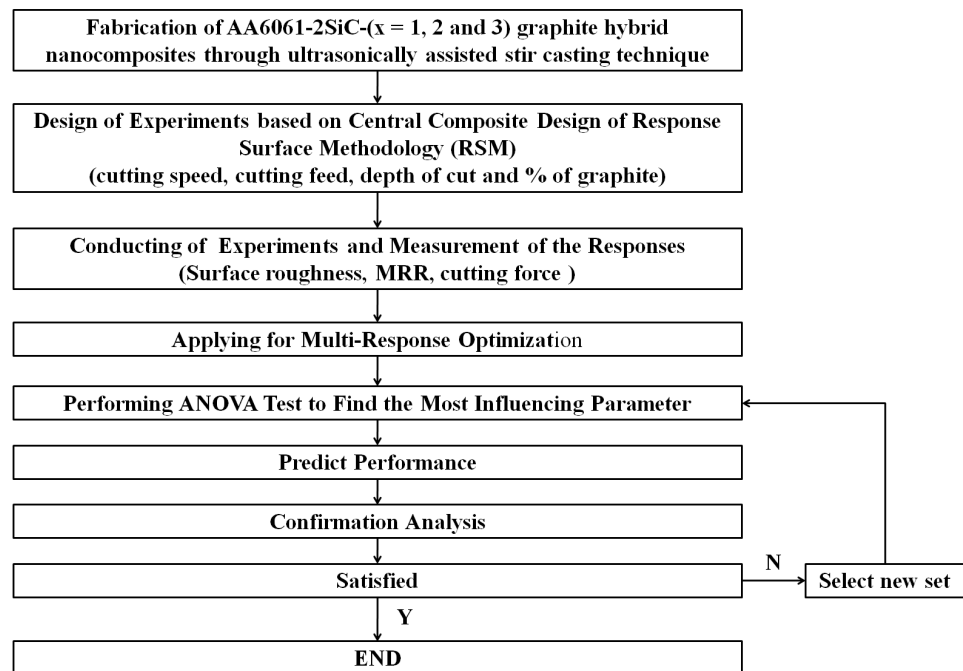 Fabrication of AA6061-2SiC-(x = 1, 2 and 3) graphite hybrid
nanocomposites through ultrasonically assisted stir casting technique
Design of Experiments based on Central Composite Design of Response
Surface Methodology (RSM)
(cutting speed, cutting feed, depth of cut and % of graphite)
Conducting of Experiments and Measurement of the Responses
(Surface roughness, MRR, cutting force )
Applying for Multi-Response Optimization
Performing ANOVA Test to Find the Most Influencing Parameter
Predict Performance
Confirmation Analysis
Satisfied
N
Select new set
Y
END